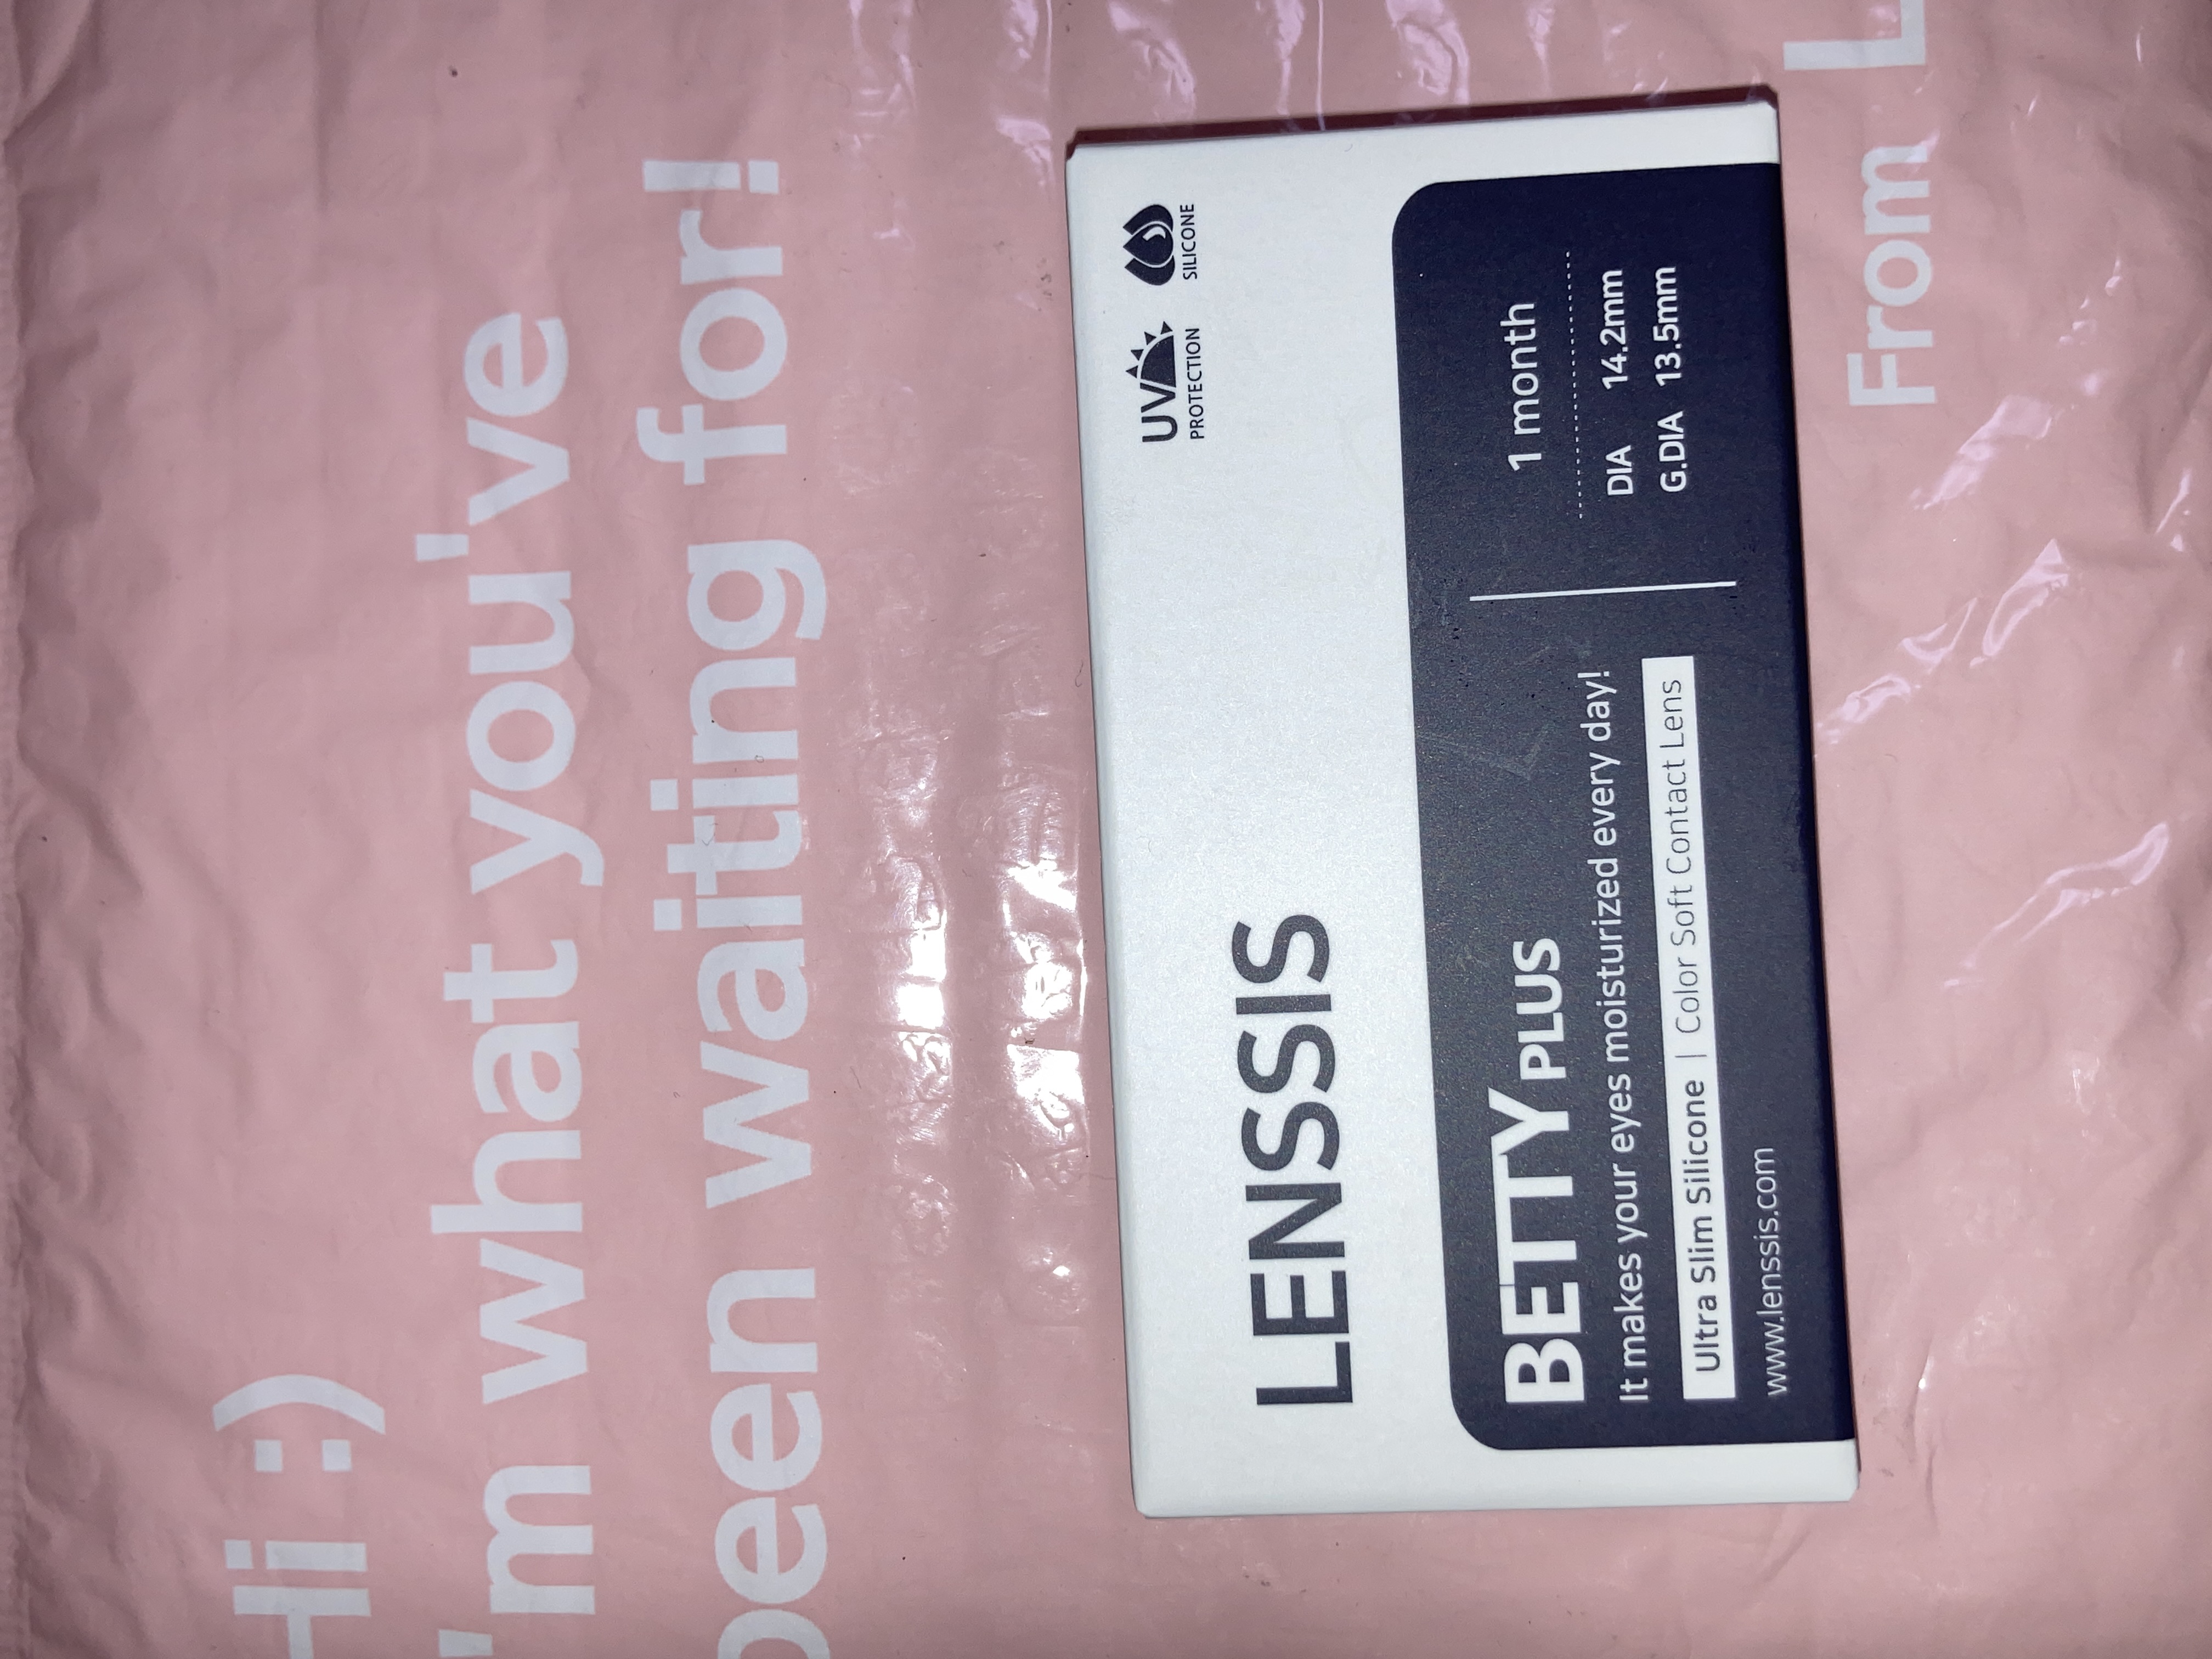 Hi :)
I'm what you've
been waiting for!
UV
PROTECTION
SILICONE
LENSSIS
BETTY PLUS
It makes your eyes moisturized every day!
Ultra Slim Silicone | Color Soft Contact Lens
www.lenssis.com
1 month
DIA 14.2mm
G.DIA 13.5mm
From L